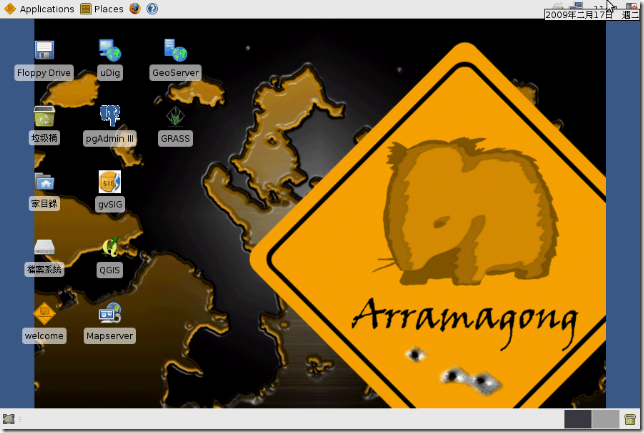 Applications Places
2009年二月17日 週二
Floppy Drive
uDig
GeoServer
垃圾桶
pgAdmin III
GRASS
家目錄
gvSIG
檔案系統
QGIS
welcome
Mapserver
Arramagong